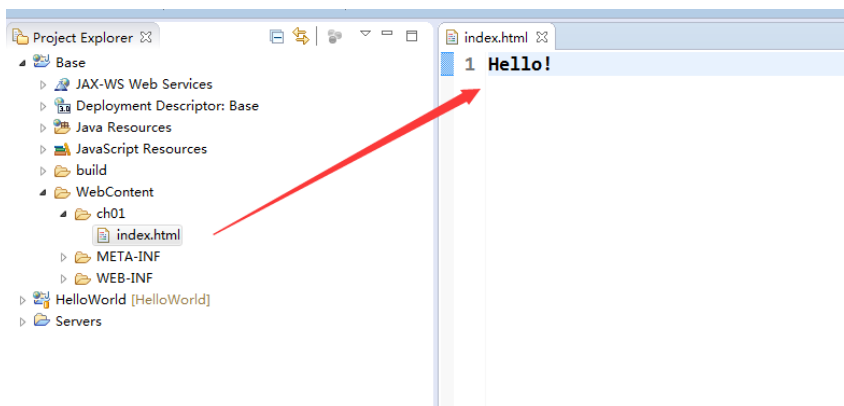 Project Explorer
Base
JAX-WS Web Services
Deployment Descriptor: Base
Java Resources
JavaScript Resources
build
WebContent
ch01
index.html
META-INF
WEB-INF
HelloWorld [HelloWorld]
Servers
index.html
1 Hello!